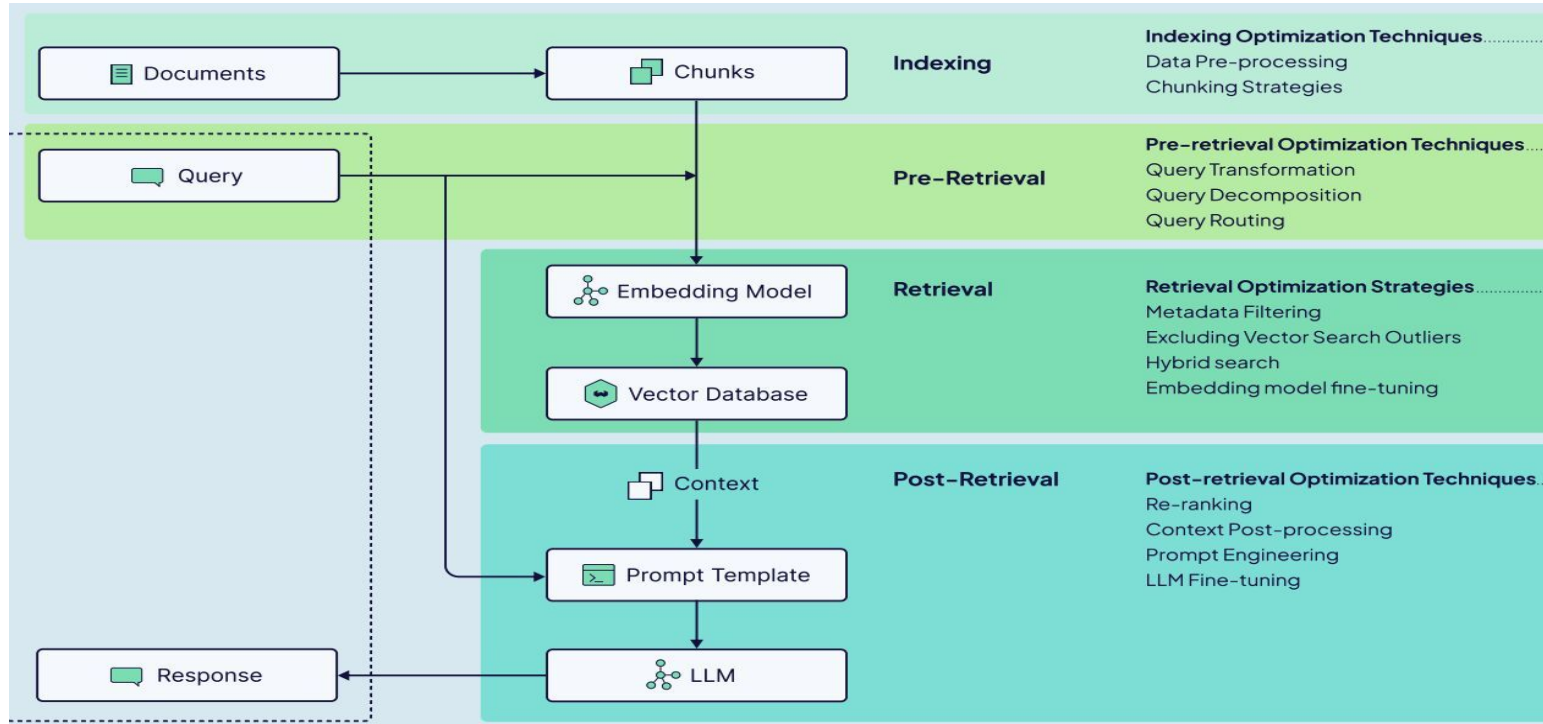 Documents
Chunks
Indexing
Indexing Optimization Techniques
Data Pre-processing
Chunking Strategies
Query
Pre-Retrieval
Pre-retrieval Optimization Techniques
Query Transformation
Query Decomposition
Query Routing
Embedding Model
Vector Database
Retrieval
Retrieval Optimization Strategies
Metadata Filtering
Excluding Vector Search Outliers
Hybrid search
Embedding model fine-tuning
Context
Prompt Template
LLM
Response
Post-Retrieval
Post-retrieval Optimization Techniques
Re-ranking
Context Post-processing
Prompt Engineering
LLM Fine-tuning